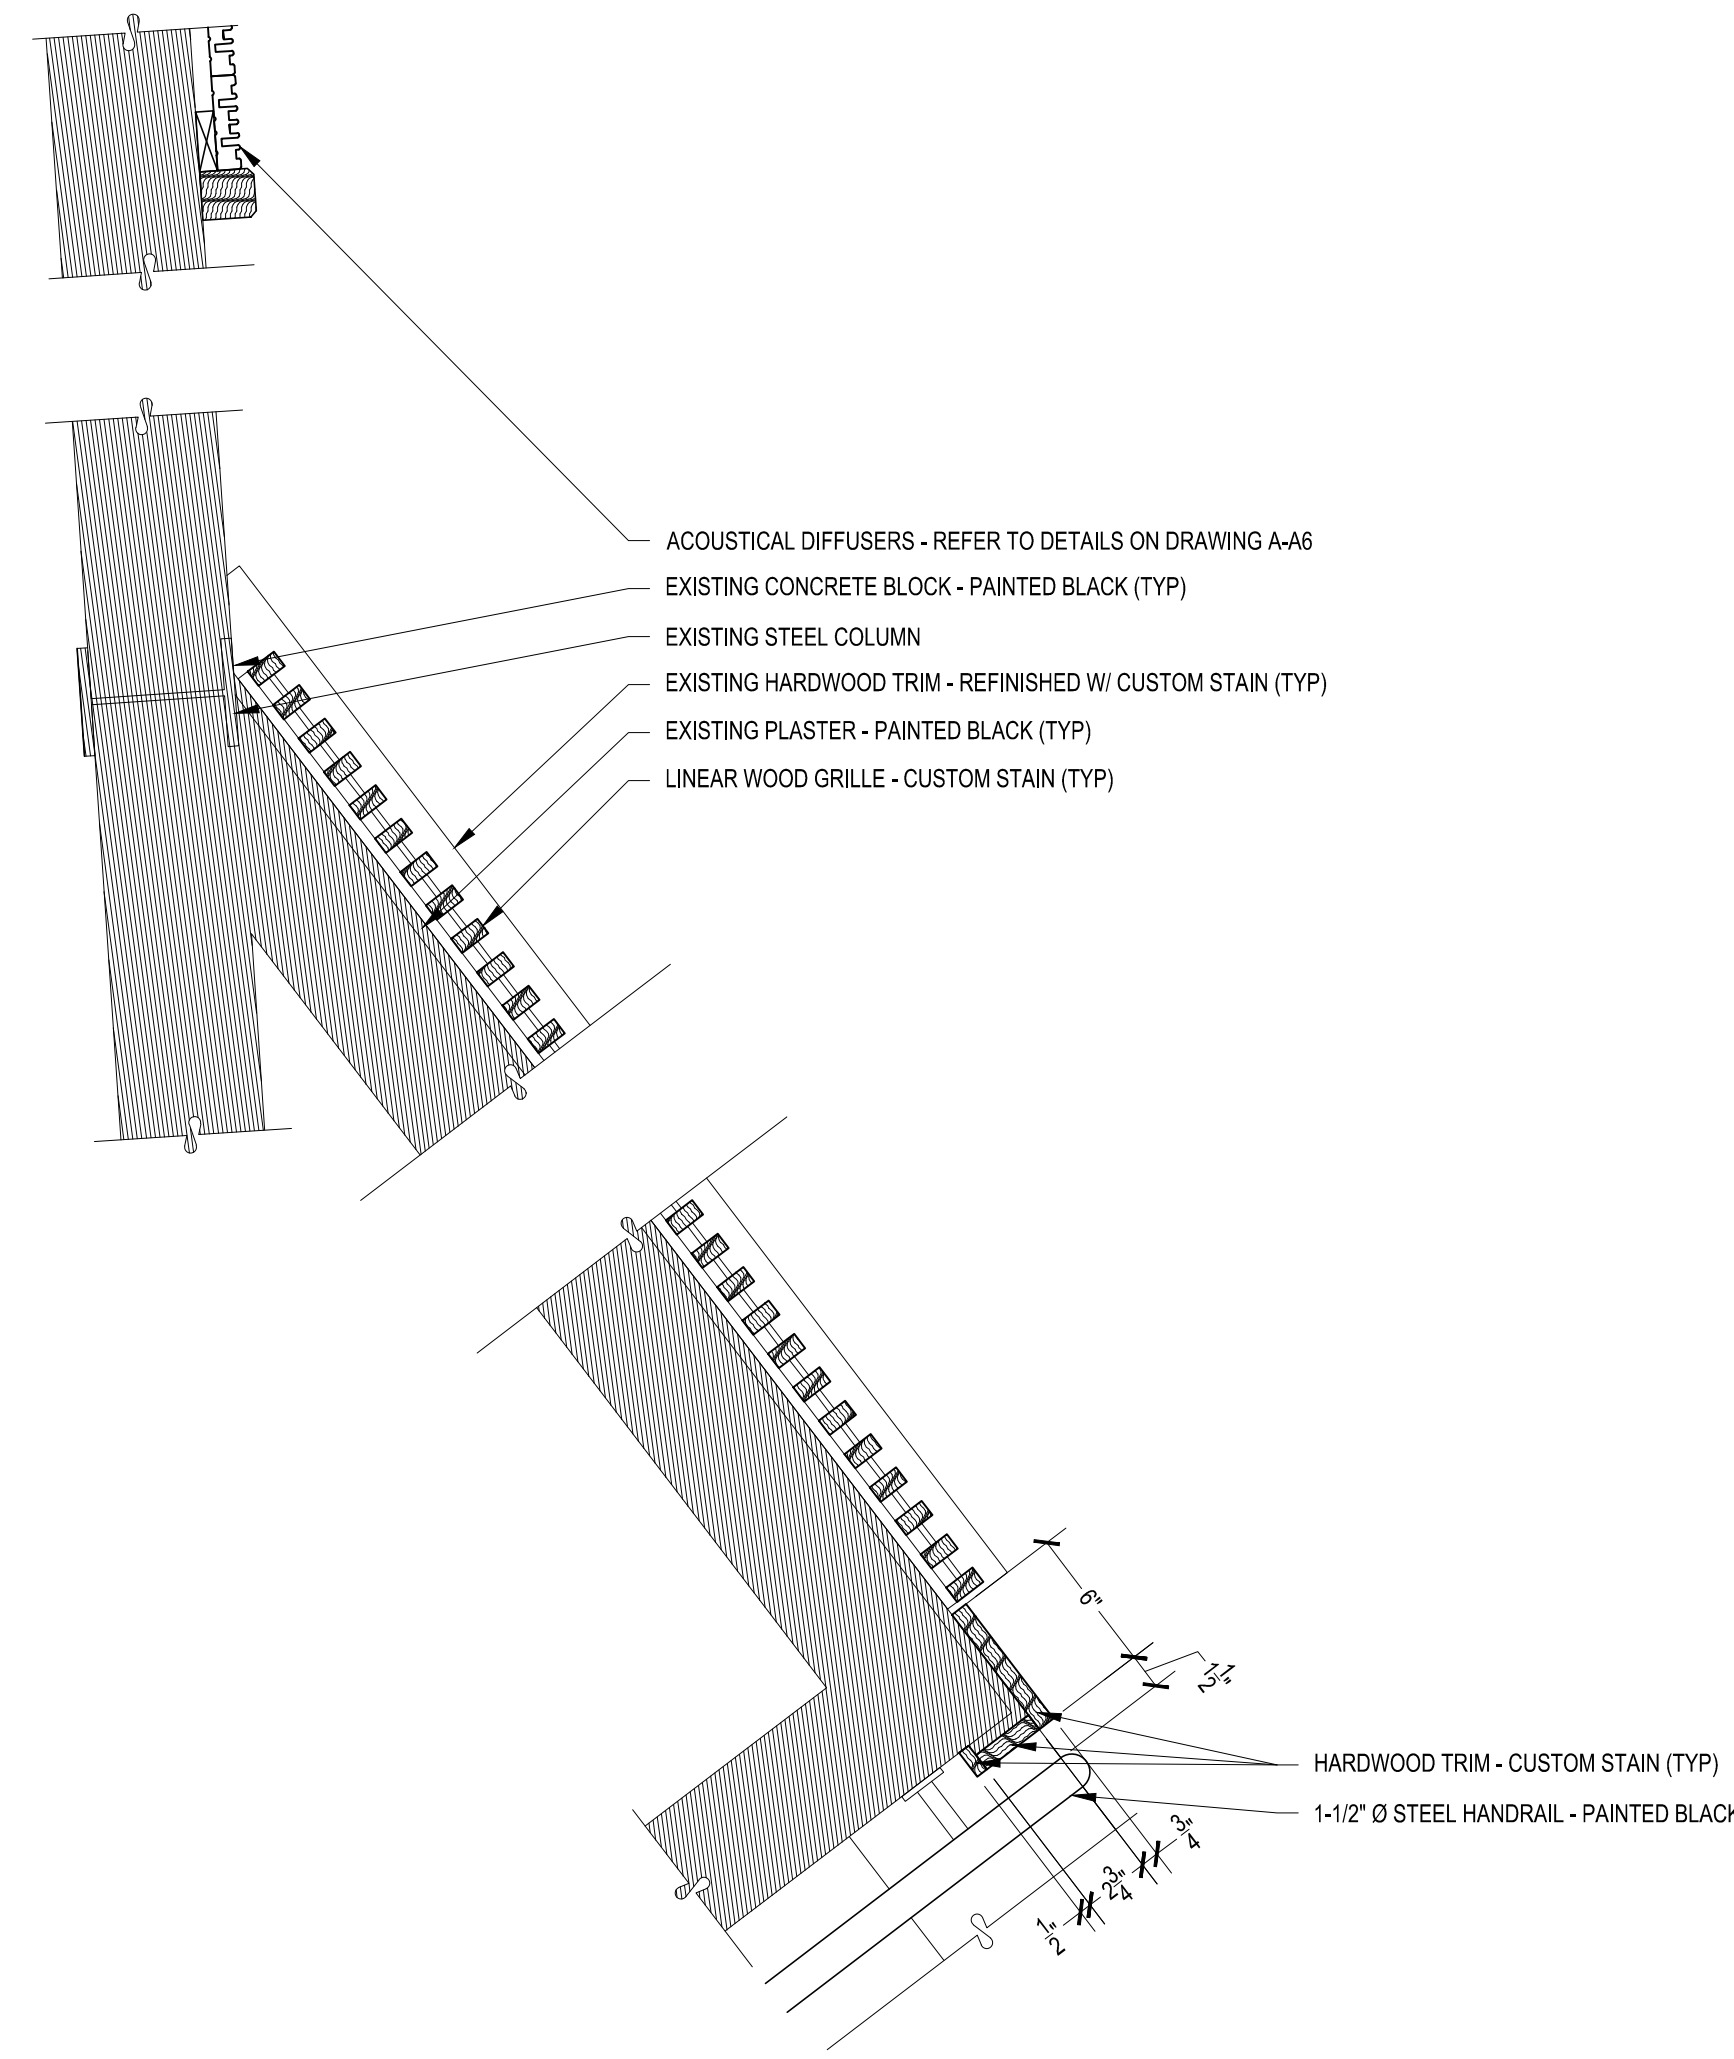 ACOUSTICAL DIFFUSERS - REFER TO DETAILS ON DRAWING A-A6
EXISTING CONCRETE BLOCK - PAINTED BLACK (TYP)
EXISTING STEEL COLUMN
EXISTING HARDWOOD TRIM - REFINISHED W/ CUSTOM STAIN (TYP)
EXISTING PLASTER - PAINTED BLACK (TYP)
LINEAR WOOD GRILLE - CUSTOM STAIN (TYP)
6"
1 1/2"
HARDWOOD TRIM - CUSTOM STAIN (TYP)
1-1/2" Ø STEEL HANDRAIL - PAINTED BLACK
3/4"
2 3/4"
1/2"